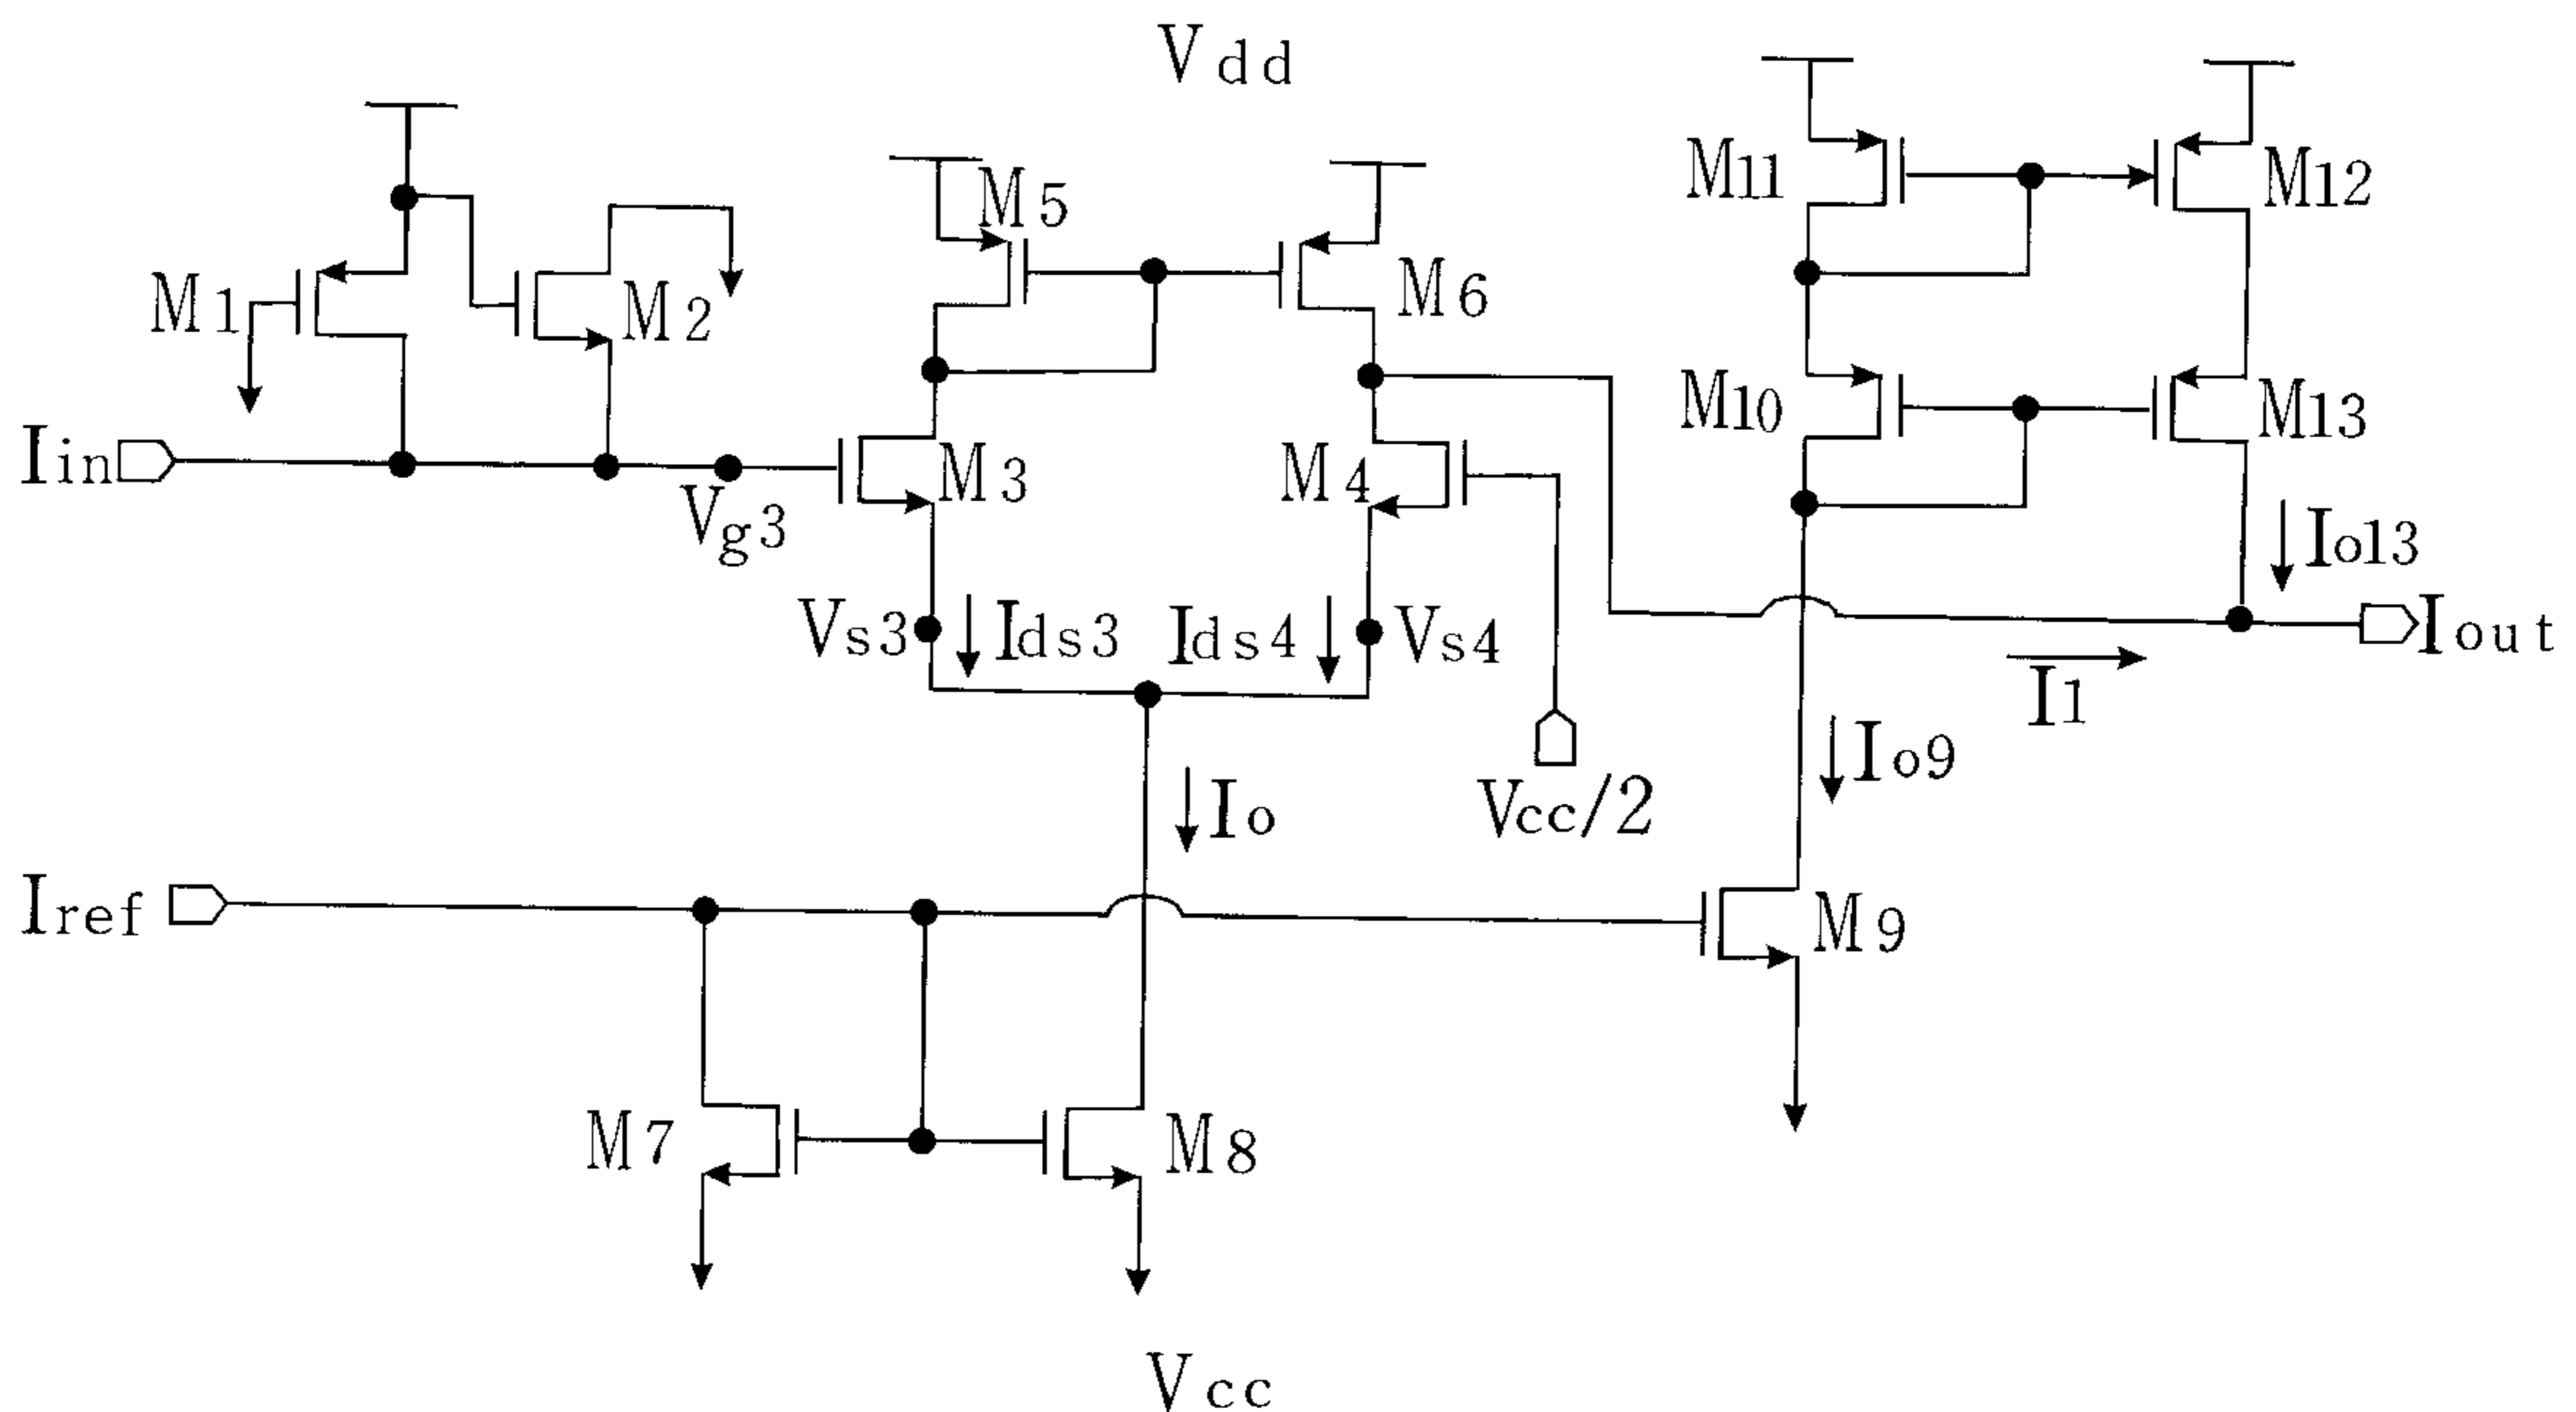 Vdd
M11
M12
M5
M1
M2
M6
M10
M13
Iin
M3
M4
Vg3
Io13
Vs3
Ids3
Ids4
Vs4
Iout
I1
Io9
Io
Vcc/2
Iref
M9
M7
M8
Vcc